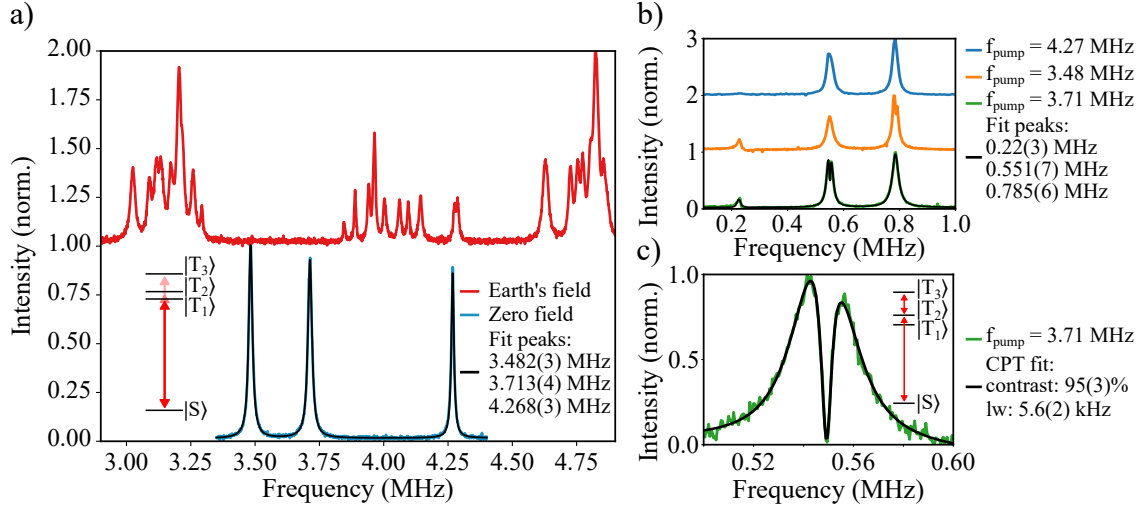 a)
Intensity (norm.)
2.00
1.75
1.50
1.25
1.00
0.75
0.50
0.25
0.00
|T3⟩
|T2⟩
|T1⟩
|S⟩
Earth's field
Zero field
Fit peaks:
3.482(3) MHz
3.713(4) MHz
4.268(3) MHz
3.00 3.25 3.50 3.75 4.00 4.25 4.50 4.75
Frequency (MHz)
b)
Intensity (norm.)
3
2
1
0
0.2 0.4 0.6 0.8 1.0
Frequency (MHz)
fpump = 4.27 MHz
fpump = 3.48 MHz
fpump = 3.71 MHz
Fit peaks:
0.22(3) MHz
0.551(7) MHz
0.785(6) MHz
c)
Intensity (norm.)
1.0
0.5
0.0
|T3⟩
|T2⟩
|T1⟩
|S⟩
0.52 0.56 0.60
Frequency (MHz)
fpump = 3.71 MHz
CPT fit:
contrast: 95(3)%
lw: 5.6(2) kHz